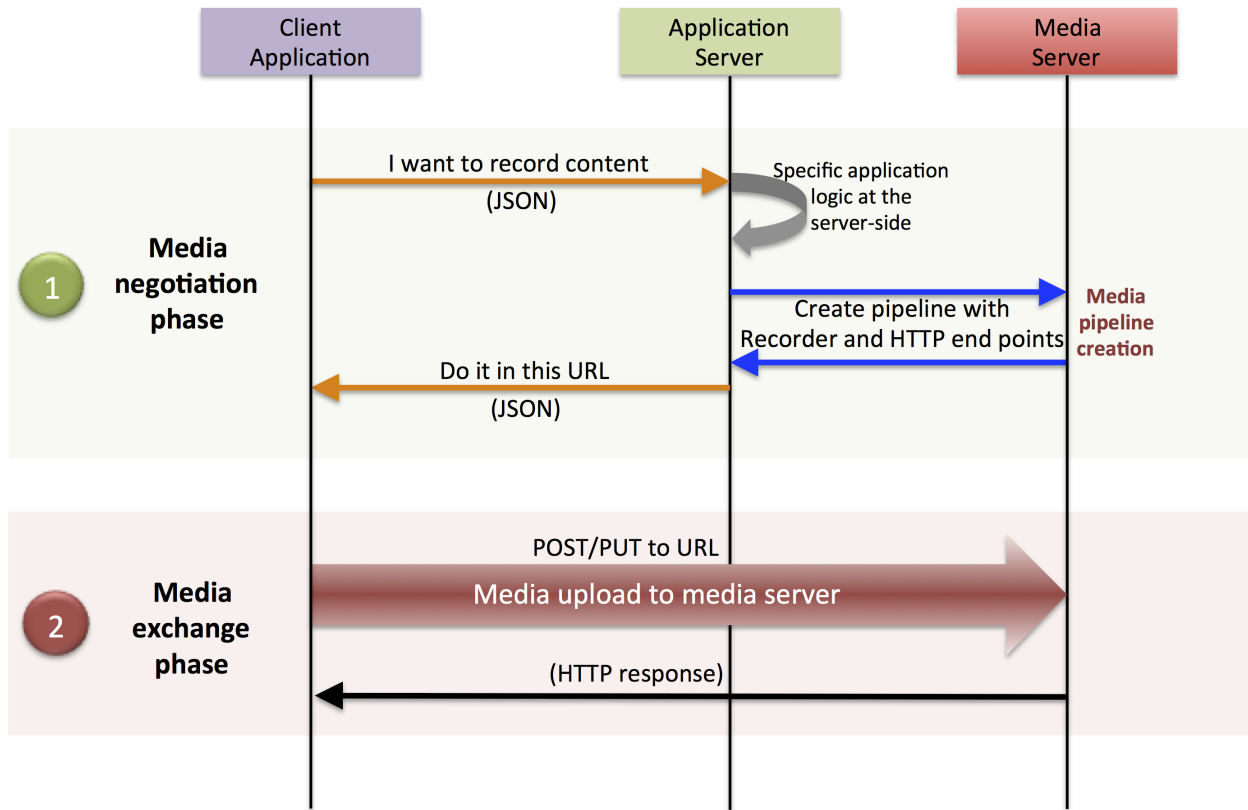 Client
Application
Application
Server
Media
Server
I want to record content
(JSON)
Specific application
logic at the
server-side
1
Media
negotiation
phase
Create pipeline with
Recorder and HTTP end points
Media
pipeline
creation
Do it in this URL
(JSON)
POST/PUT to URL
Media upload to media server
2
Media
exchange
phase
(HTTP response)